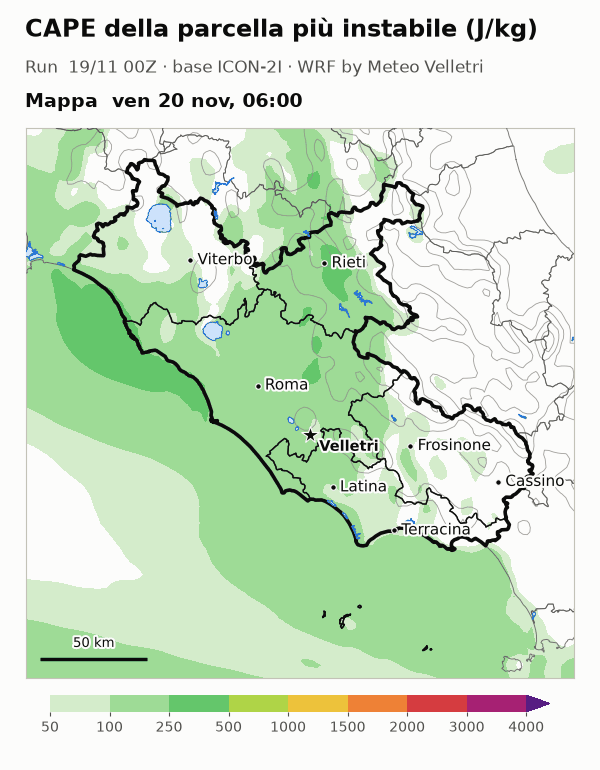 CAPE della parcella più instabile (J/kg)
Run  19/11 00Z · base ICON-2I · WRF by Meteo Velletri
Mappa  ven 20 nov, 06:00
Viterbo
Rieti
Roma
Velletri
Frosinone
Cassino
Latina
Terracina
50 km
50 100 250 500 1000 1500 2000 3000 4000